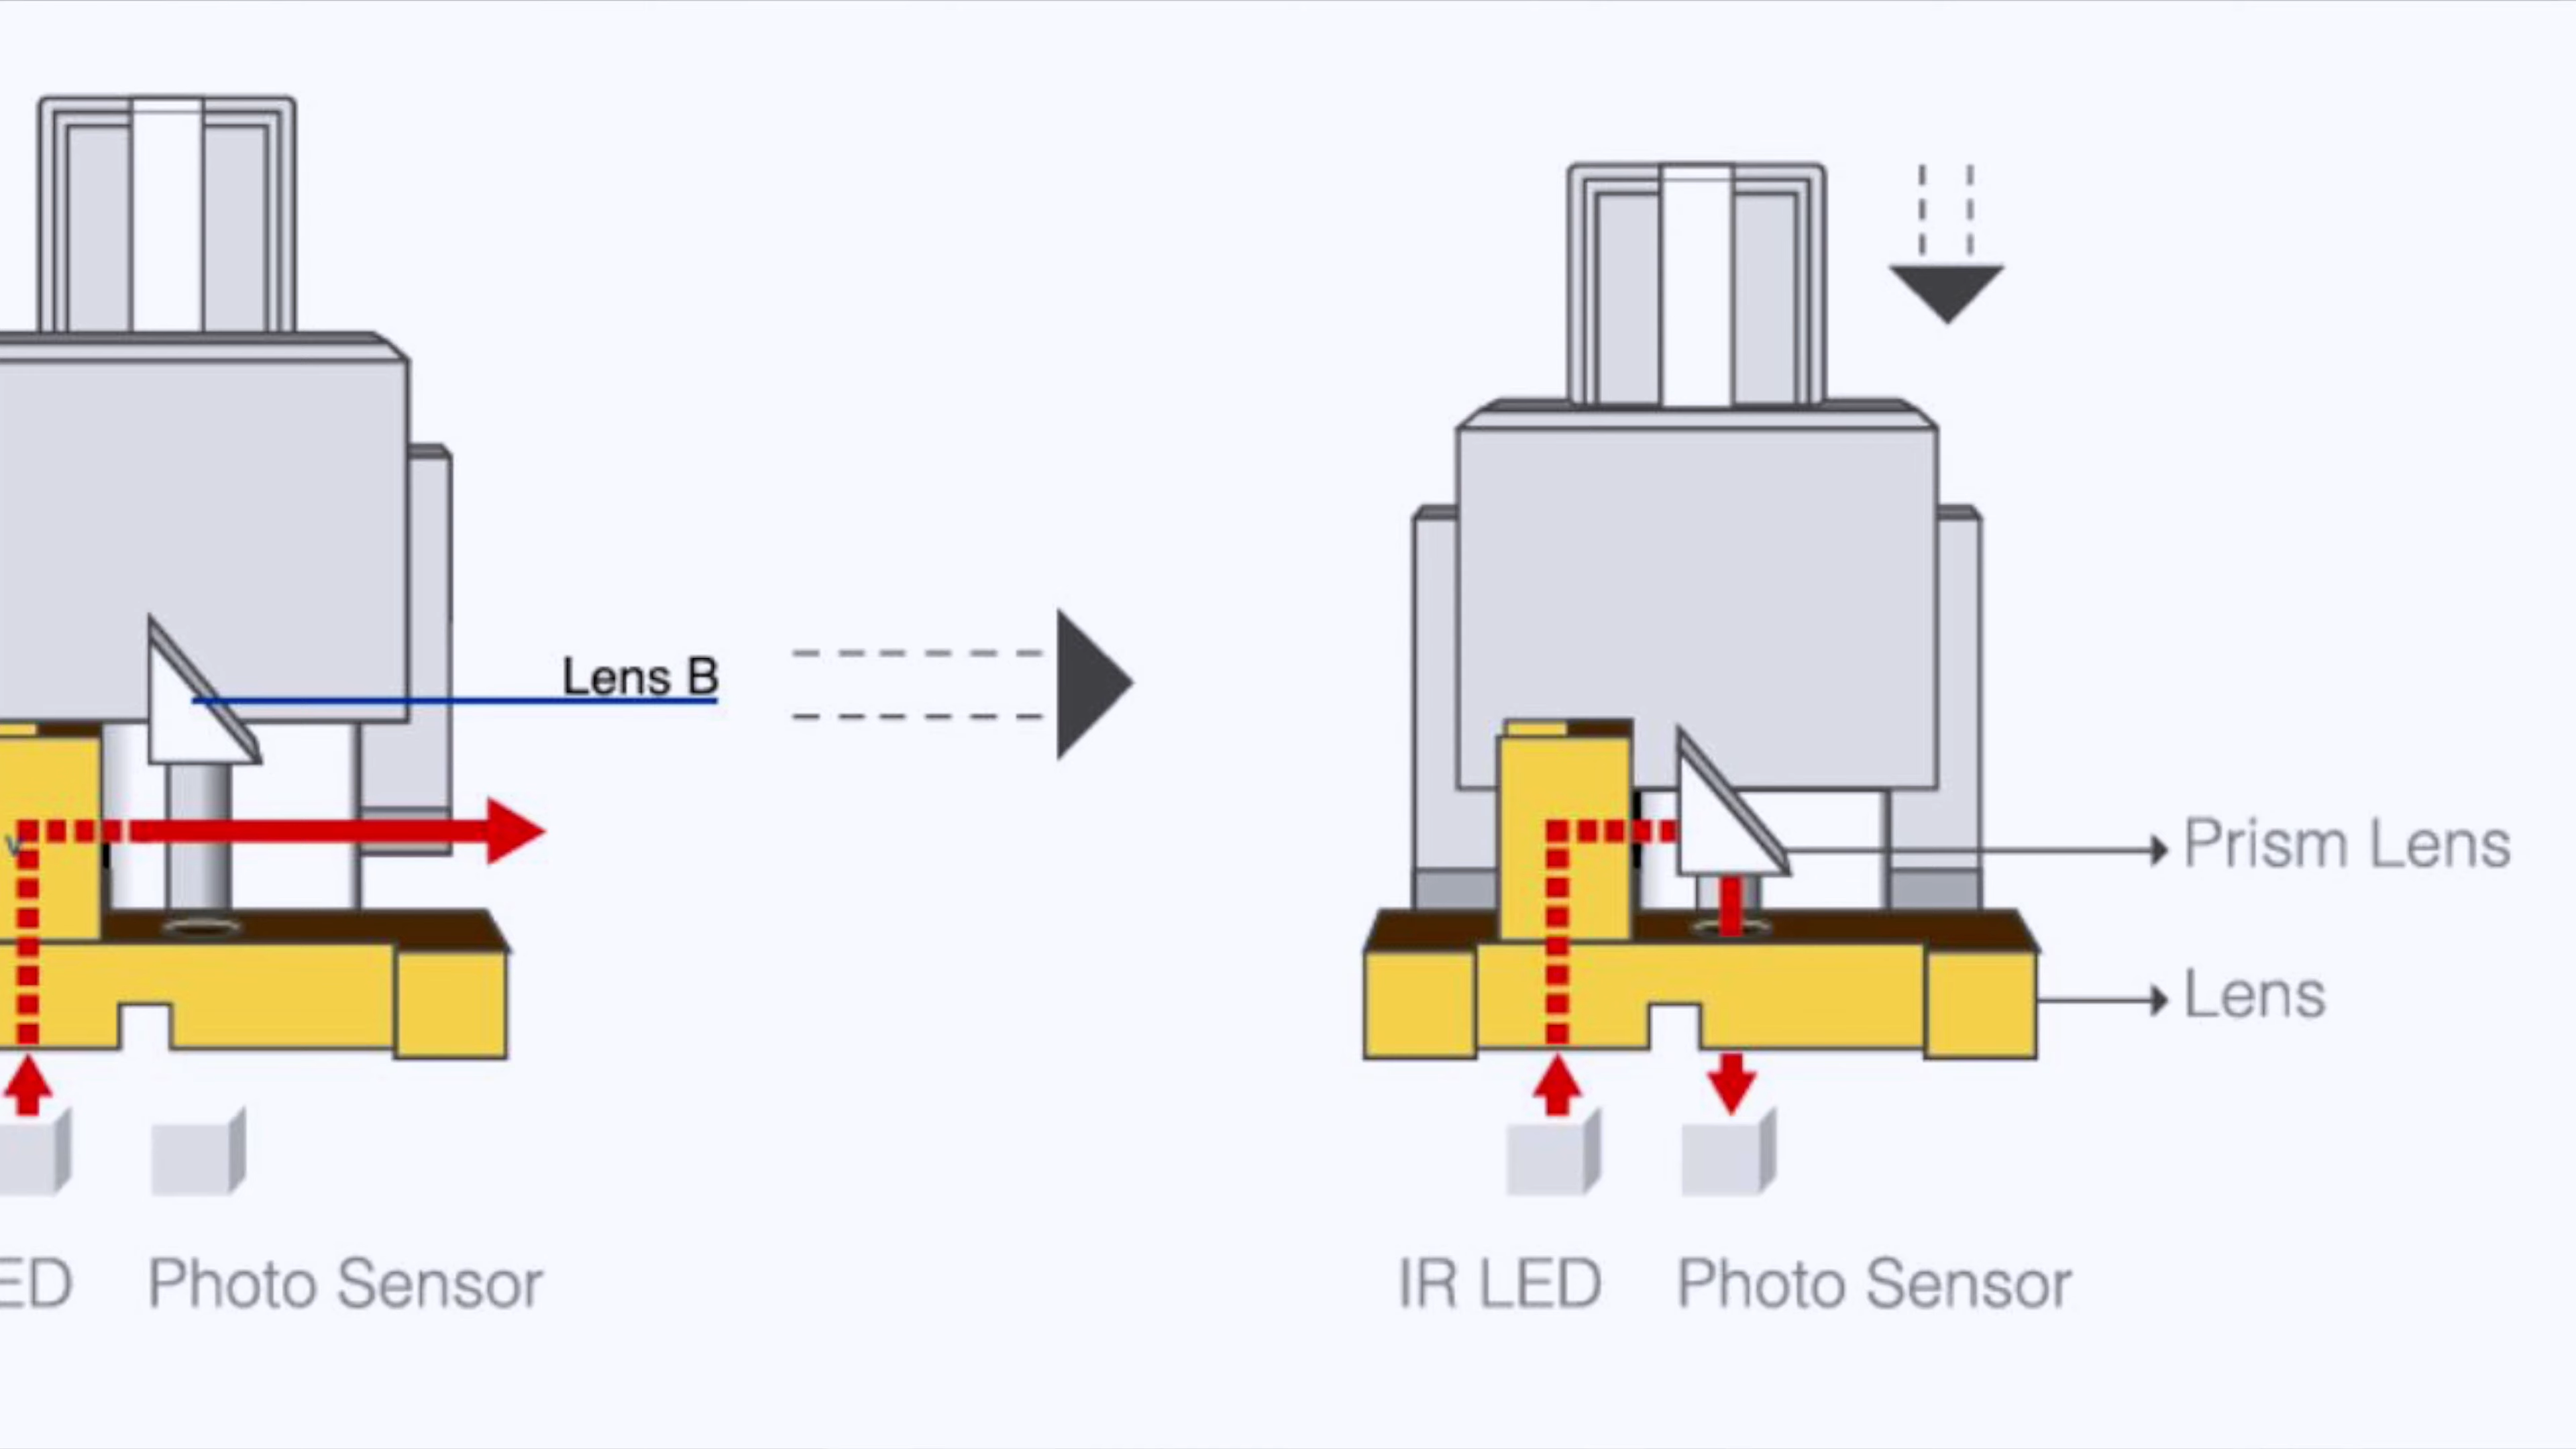 Lens B
Prism Lens
Lens
ED
Photo Sensor
IR LED
Photo Sensor